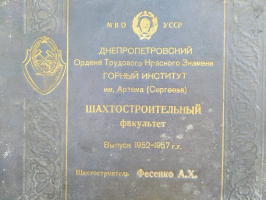 МВО УССР
ДНЕПРОПЕТРОВСКИЙ
Ордена Трудового Красного Знамени
ГОРНЫЙ ИНСТИТУТ
им. Артема (Сергеева)
ШАХТОСТРОИТЕЛЬНЫЙ
факультет
Выпуск 1952-1957 г.г.
Шахтостроитель Фесенко А.Х.